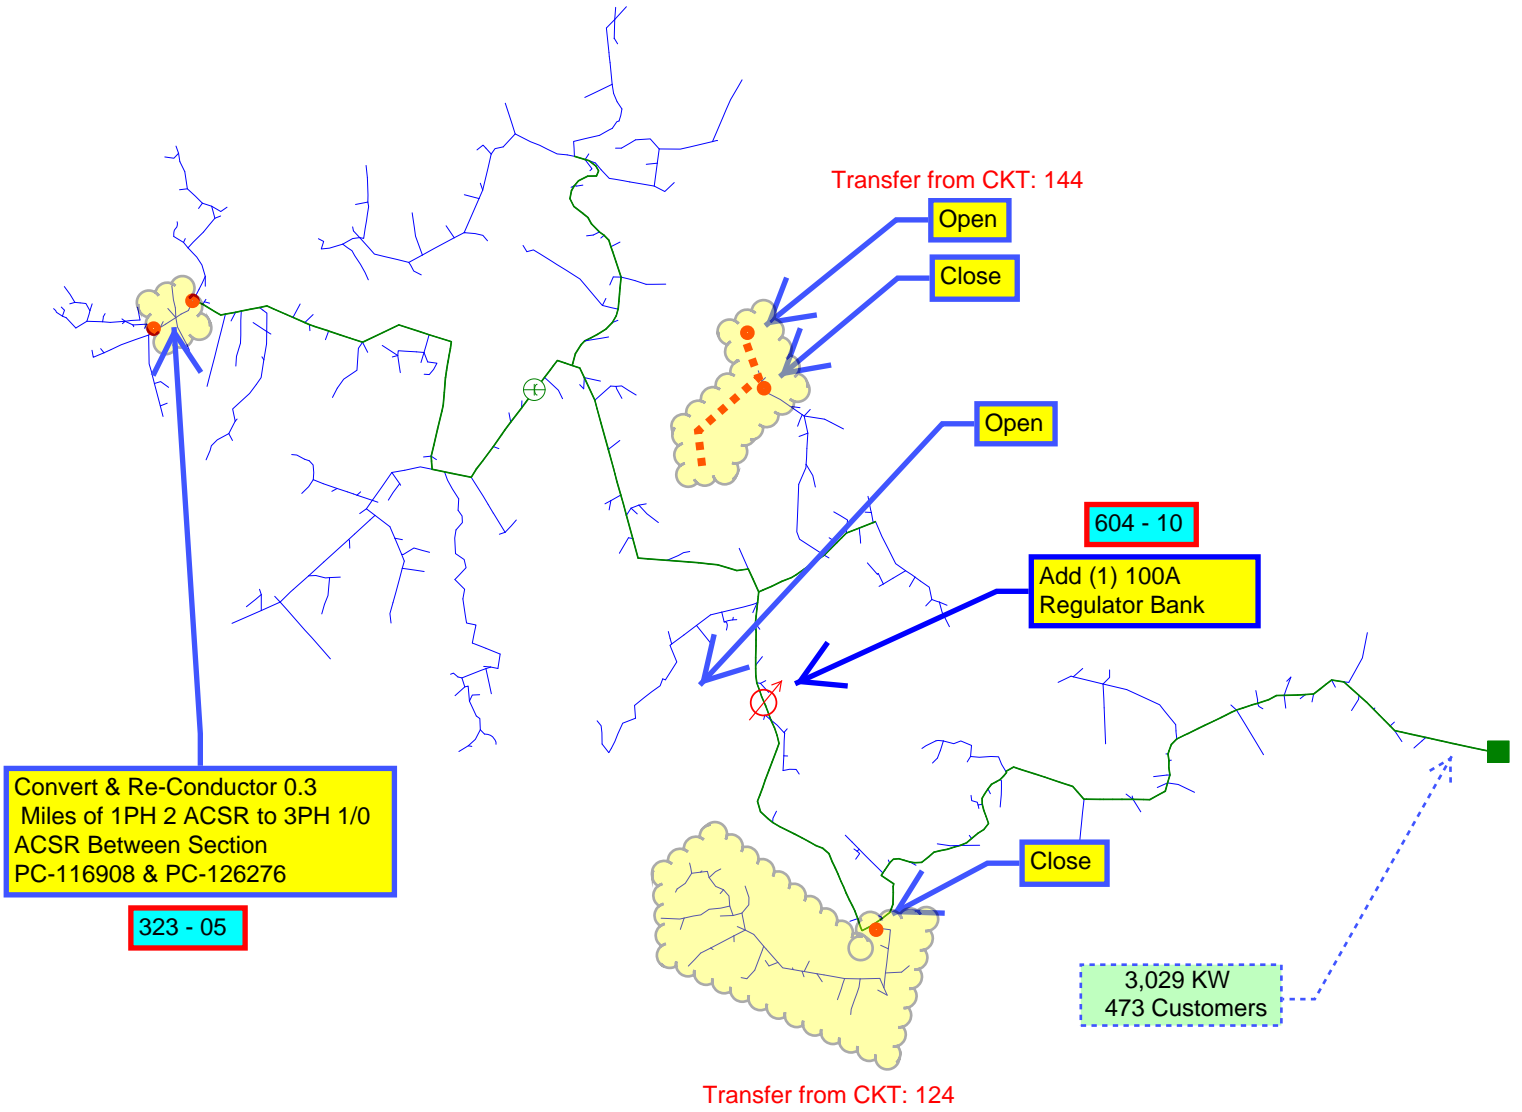 Transfer from CKT: 144
Open
Close
Open
604 - 10
Add (1) 100A
Regulator Bank
Convert & Re-Conductor 0.3
Miles of 1PH 2 ACSR to 3PH 1/0
ACSR Between Section
PC-116908 & PC-126276
323 - 05
Close
3,029 KW
473 Customers
Transfer from CKT: 124